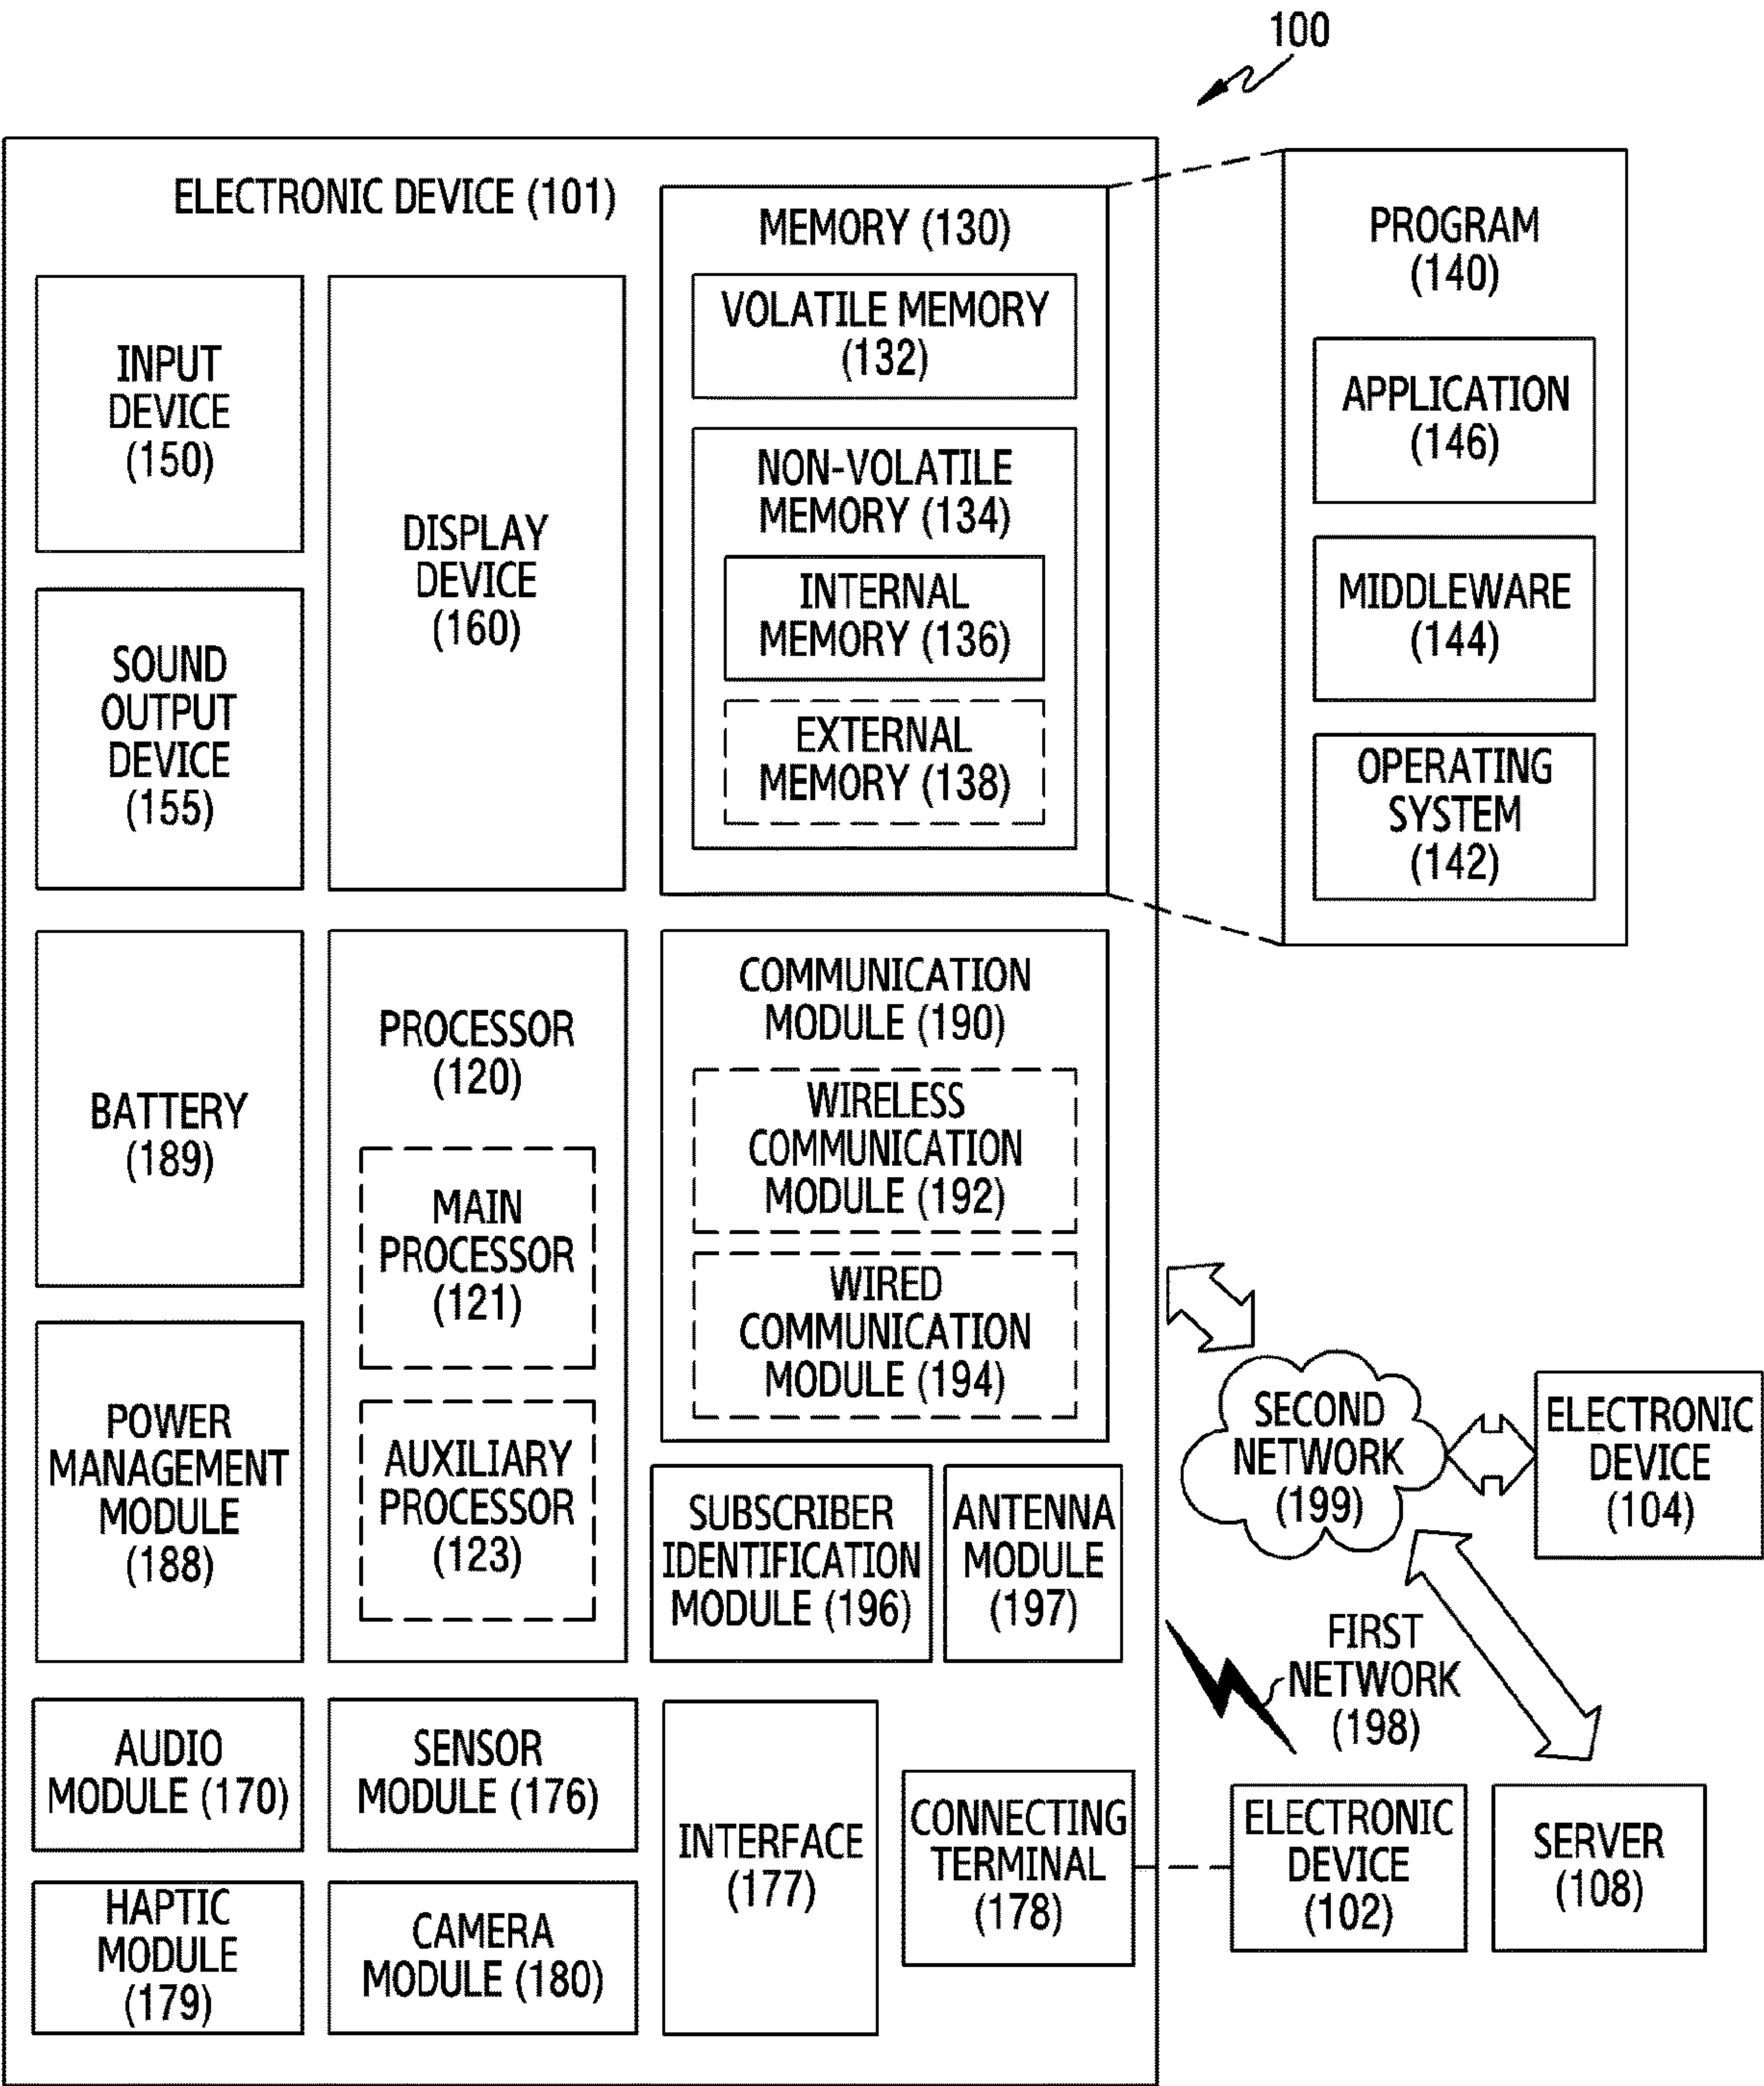 100
ELECTRONIC DEVICE (101)
INPUT
DEVICE
(150)
SOUND
OUTPUT
DEVICE
(155)
DISPLAY
DEVICE
(160)
MEMORY (130)
VOLATILE MEMORY
(132)
NON-VOLATILE
MEMORY (134)
INTERNAL
MEMORY (136)
EXTERNAL
MEMORY (138)
PROGRAM
(140)
APPLICATION
(146)
MIDDLEWARE
(144)
OPERATING
SYSTEM
(142)
BATTERY
(189)
POWER
MANAGEMENT
MODULE
(188)
PROCESSOR
(120)
MAIN
PROCESSOR
(121)
AUXILIARY
PROCESSOR
(123)
COMMUNICATION
MODULE (190)
WIRELESS
COMMUNICATION
MODULE (192)
WIRED
COMMUNICATION
MODULE (194)
SUBSCRIBER
IDENTIFICATION
MODULE (196)
ANTENNA
MODULE
(197)
SECOND
NETWORK
(199)
ELECTRONIC
DEVICE
(104)
FIRST
NETWORK
(198)
AUDIO
MODULE (170)
SENSOR
MODULE (176)
INTERFACE
(177)
CONNECTING
TERMINAL
(178)
ELECTRONIC
DEVICE
(102)
SERVER
(108)
HAPTIC
MODULE
(179)
CAMERA
MODULE (180)